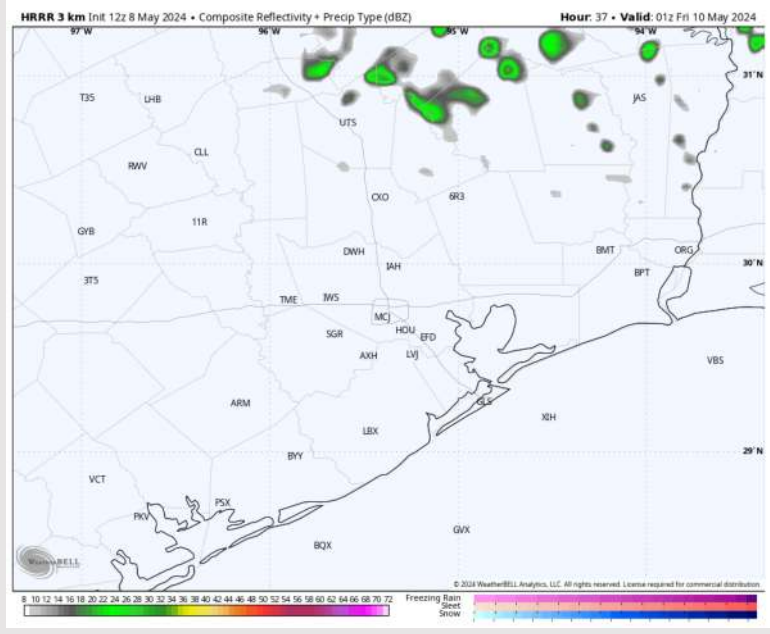 HRRR 3 km Init 12z 8 May 2024 • Composite Reflectivity + Precip Type (dBZ) Hour: 37 • Valid: 01z Fri 10 May 2024
97°W 96°W 95°W 94°W
31°N
T35 LHB JAS
UTS
CLL
RWV
CXO 6R3
11R
GYB
DWH BMT ORG
30°N
IAH
BPT
3T5
TME IWS
MCJ
SGR HOU EFD
AXH LVJ
VBS
ARM GLS
XIH
LBX
29°N
BYY
VCT
PSX
PKV
GVX
BQX
WeatherBELL
© 2024 WeatherBELL Analytics, LLC. All rights reserved. License required for commercial distribution.
8 10 12 14 16 18 20 22 24 26 28 30 32 34 36 38 40 42 44 46 48 50 52 54 56 58 60 62 64 66 68 70 72
Freezing Rain
Sleet
Snow